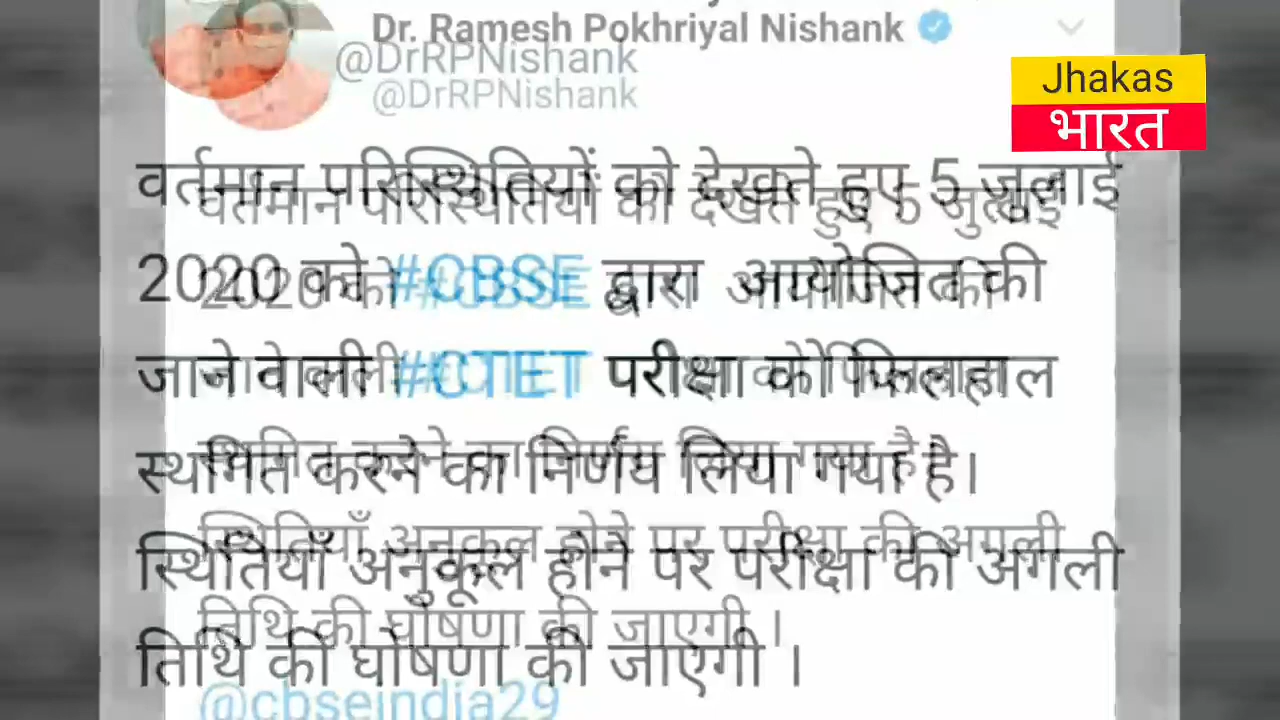 Dr. Ramesh Pokhriyal Nishank
@DrRPNishank
@DrRPNishank
Jhakas
भारत
वर्तमान परिस्थितियों को देखते हुए 5 जुलाई
2020 को #CBSE द्वारा आयोजित की
जाने वाली #CTET परीक्षा को फिलहाल
स्थगित करने का निर्णय लिया गया है।
स्थितियाँ अनुकूल होने पर परीक्षा की अगली
तिथि की घोषणा की जाएगी ।
@cbseindia29